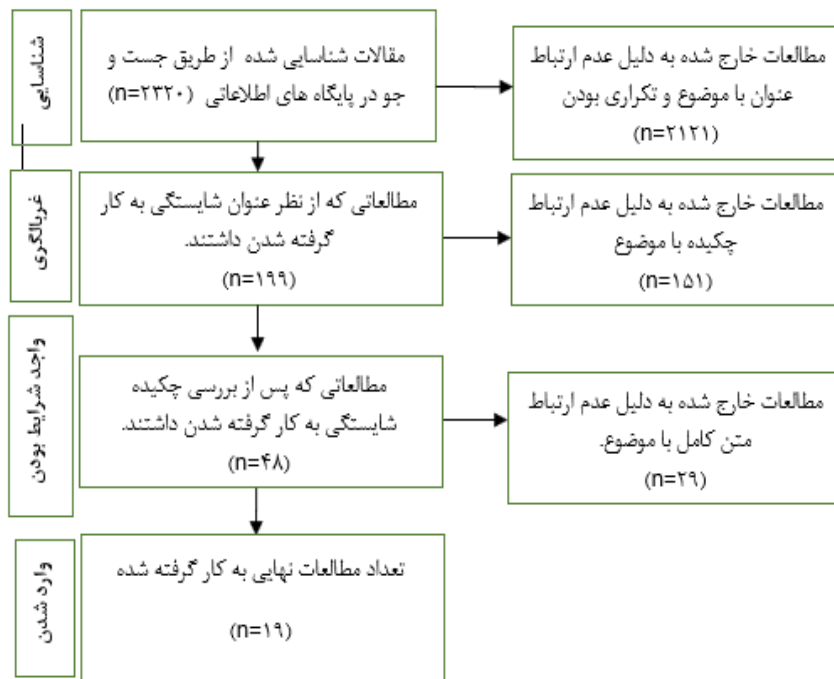 شناسایی
مقالات شناسایی شده از طریق جست و
جو در پایگاه های اطلاعاتی (n=۲۳۲۰)
مطالعات خارج شده به دلیل عدم ارتباط
عنوان با موضوع و تکراری بودن
(n=۲۱۲۱)
غربالگری
مطالعاتی که از نظر عنوان شایستگی به کار
گرفته شدن داشتند.
(n=۱۹۹)
مطالعات خارج شده به دلیل عدم ارتباط
چکیده با موضوع
(n=۱۵۱)
واجد شرایط بودن
مطالعاتی که پس از بررسی چکیده
شایستگی به کار گرفته شدن داشتند.
(n=۴۸)
مطالعات خارج شده به دلیل عدم ارتباط
متن کامل با موضوع.
(n=۲۹)
وارد شدن
تعداد مطالعات نهایی به کار گرفته شده
(n=۱۹)